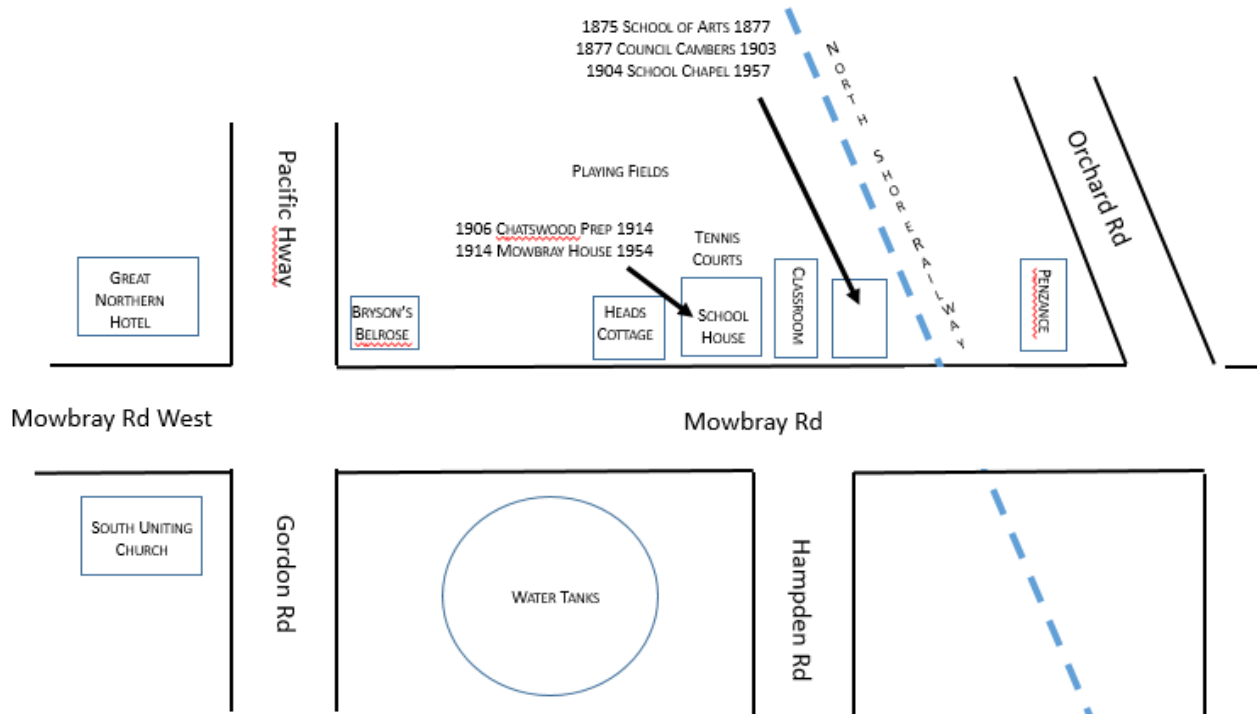 1875 SCHOOL OF ARTS 1877
1877 COUNCIL CAMBERS 1903
1904 SCHOOL CHAPEL 1957
NORTH SHORERAILWAY
Orchard Rd
Pacific Hway
PLAYING FIELDS
1906 CHATSWOOD PREP 1914
1914 MOWBRAY HOUSE 1954
TENNIS
COURTS
GREAT
NORTHERN
HOTEL
BRYSON'S
BELROSE
HEADS
COTTAGE
SCHOOL
HOUSE
CLASSROOM
PENZANCE
Mowbray Rd West
Mowbray Rd
SOUTH UNITING
CHURCH
Gordon Rd
WATER TANKS
Hampden Rd